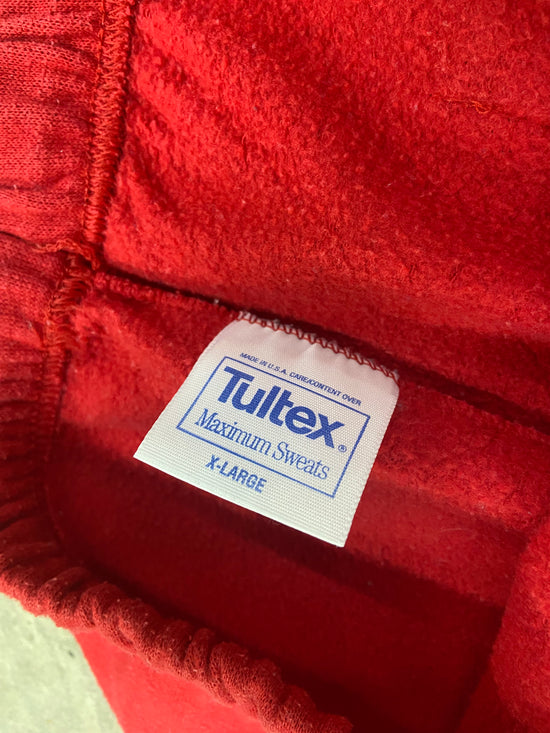 MADE IN U.S.A. CARE/CONTENT OVER
Tultex®
Maximum Sweats
X-LARGE